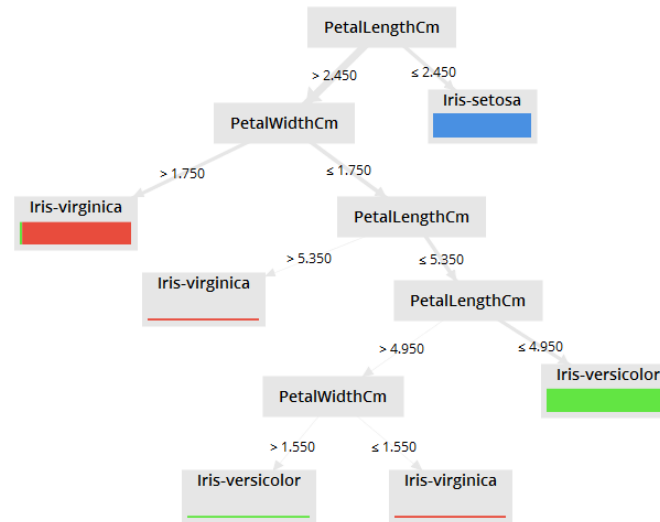 PetalLengthCm
> 2.450
≤ 2.450
Iris-setosa
PetalWidthCm
> 1.750
≤ 1.750
Iris-virginica
PetalLengthCm
> 5.350
≤ 5.350
Iris-virginica
PetalLengthCm
> 4.950
≤ 4.950
Iris-versicolor
PetalWidthCm
> 1.550
≤ 1.550
Iris-versicolor
Iris-virginica